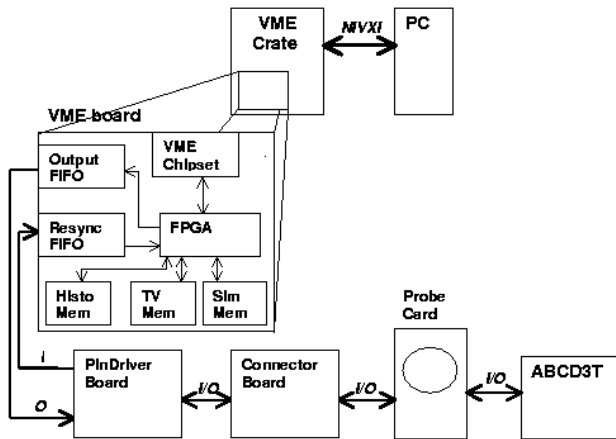 VME
Crate
NIVXI
PC
VME board
Output
FIFO
VME
Chipset
Resync
FIFO
FPGA
Histo
Mem
TV
Mem
Sim
Mem
Probe
Card
I
PinDriver
Board
I/O
Connector
Board
I/O
I/O
ABCD3T
O